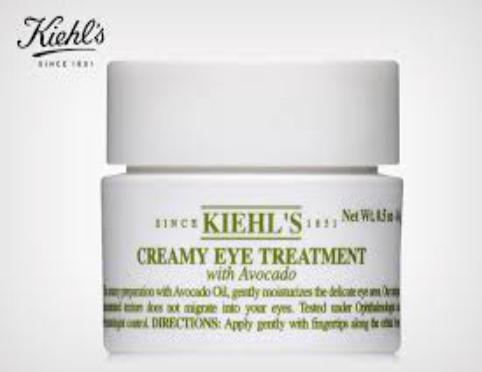 Kiehl's
SINCE 1851
SINCE KIEHL'S 1851 Net Wt. 0.5 oz
CREAMY EYE TREATMENT
with Avocado
preparation with Avocado Oil, gently moisturizes the delicate eye area. Our
texture does not migrate into your eyes. Tested under
control. DIRECTIONS: Apply gently with fingertips along the orbital